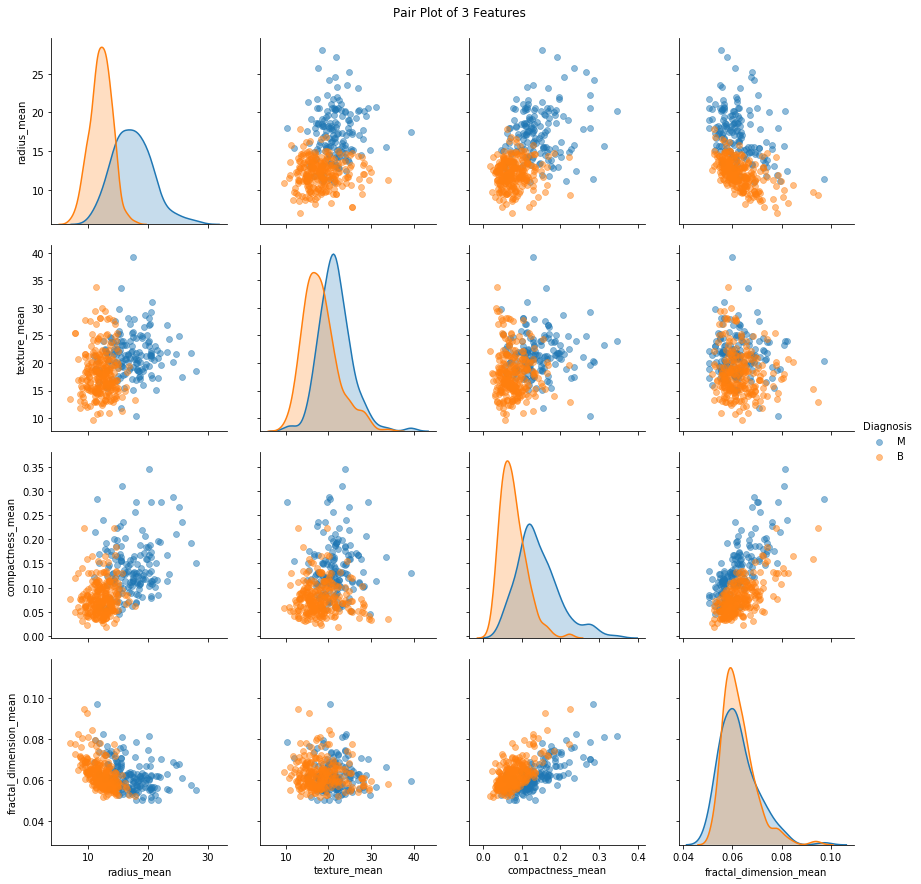 Pair Plot of 3 Features
radius_mean
25
20
15
10
texture_mean
40
35
30
25
20
15
10
Diagnosis
M
B
compactness_mean
0.35
0.30
0.25
0.20
0.15
0.10
0.05
0.00
fractal_dimension_mean
0.10
0.08
0.06
0.04
10 20 30
10 20 30 40
0.0 0.1 0.2 0.3 0.4
0.04 0.06 0.08 0.10
radius_mean
texture_mean
compactness_mean
fractal_dimension_mean